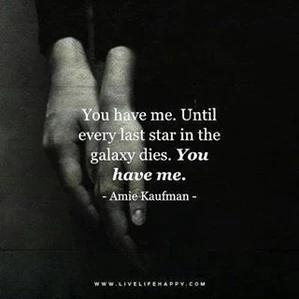 You have me. Until
every last star in the
galaxy dies. You
have me.
- Amie Kaufman -
WWW.LIVELIFEHAPPY.COM